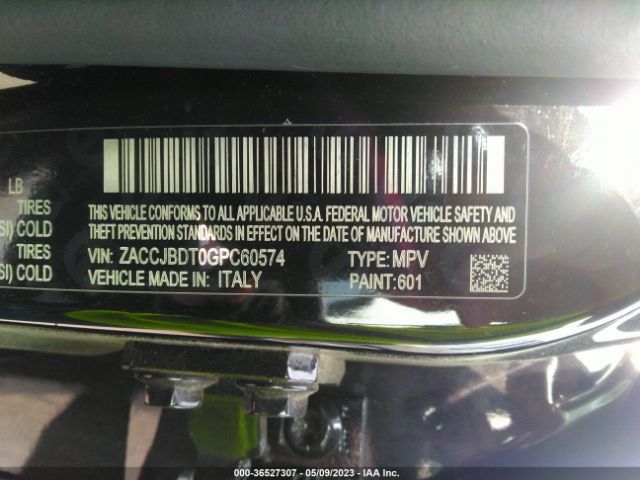 LB
TIRES
SI) COLD
TIRES
SI) COLD
THIS VEHICLE CONFORMS TO ALL APPLICABLE U.S.A. FEDERAL MOTOR VEHICLE SAFETY AND
THEFT PREVENTION STANDARDS IN EFFECT ON THE DATE OF MANUFACTURE SHOWN ABOVE
VIN: ZACCJBDT0GPC60574 TYPE: MPV
VEHICLE MADE IN: ITALY PAINT: 601
000-36527307 - 05/09/2023 - IAA Inc.